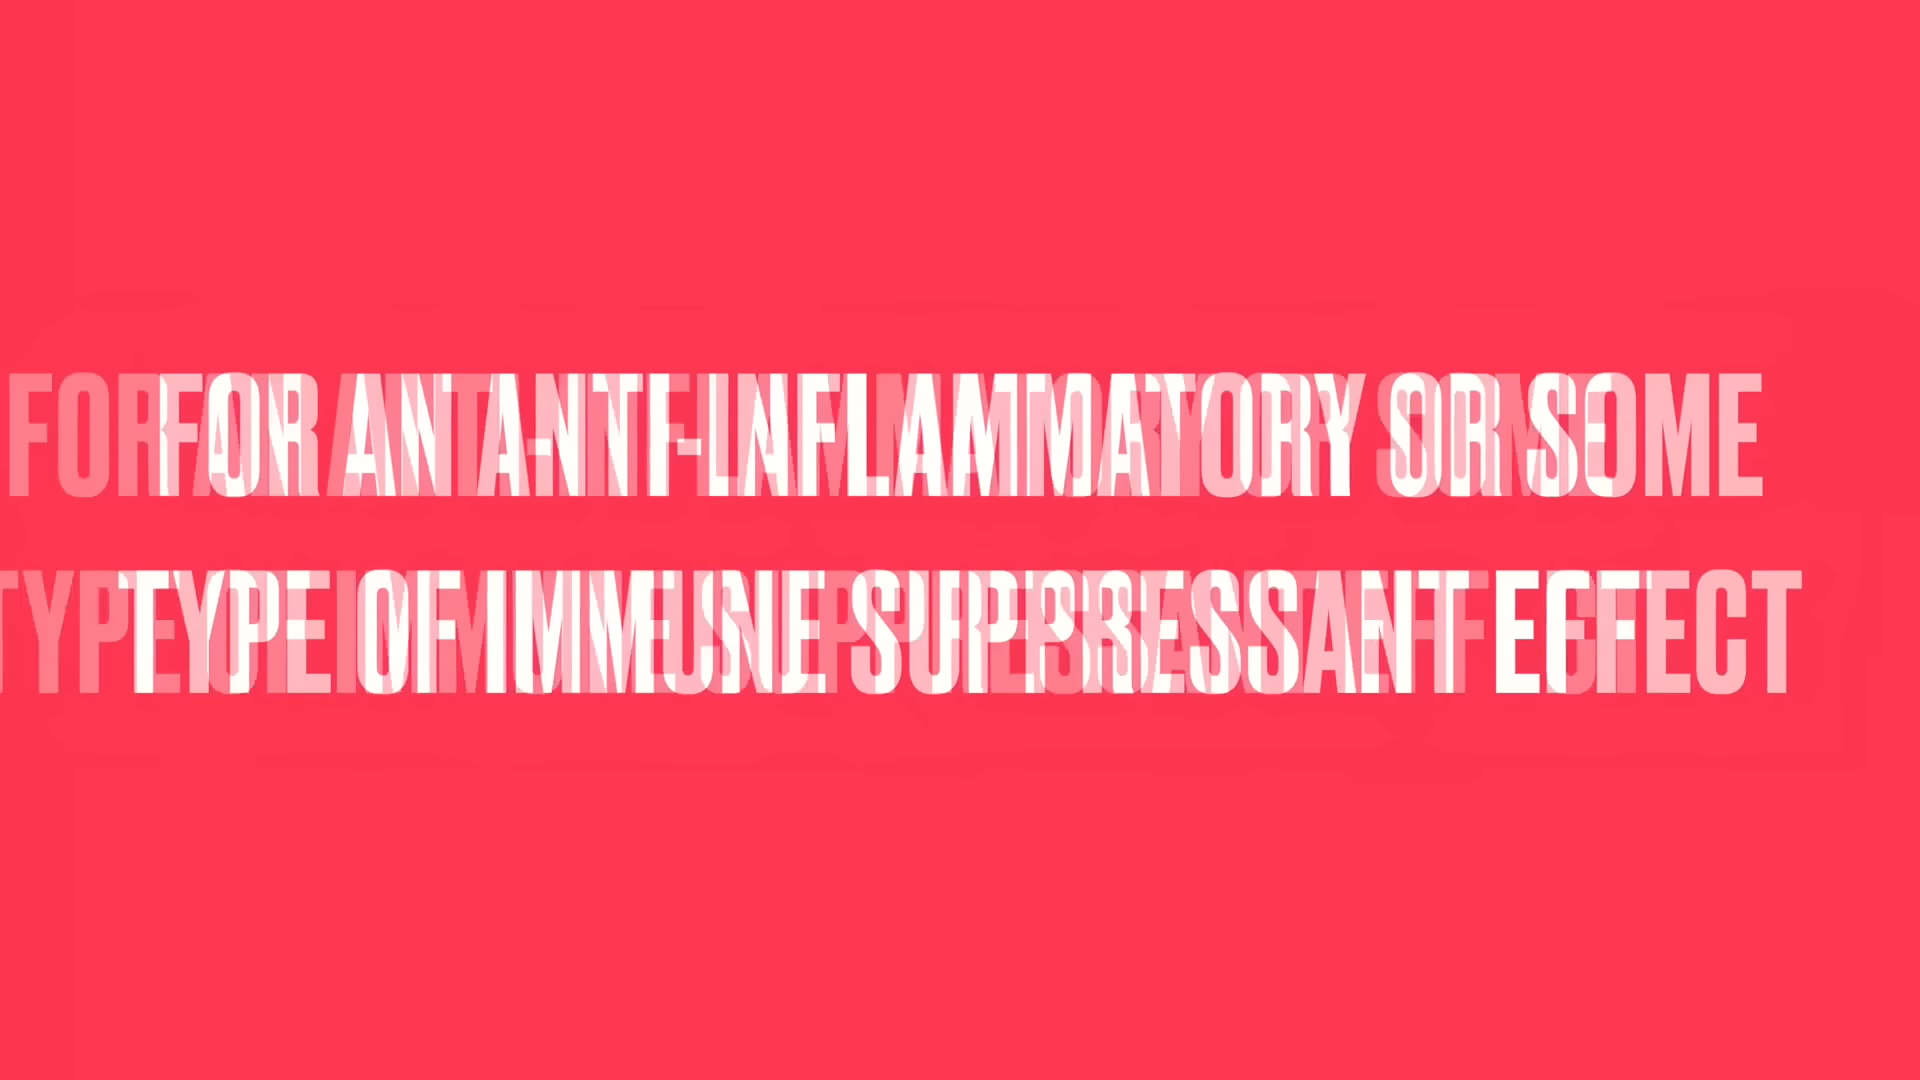 FOR AN ANTI-INFLAMMATORY OR SOME
TYPE OF IMMUNE SUPPRESSANT EFFECT